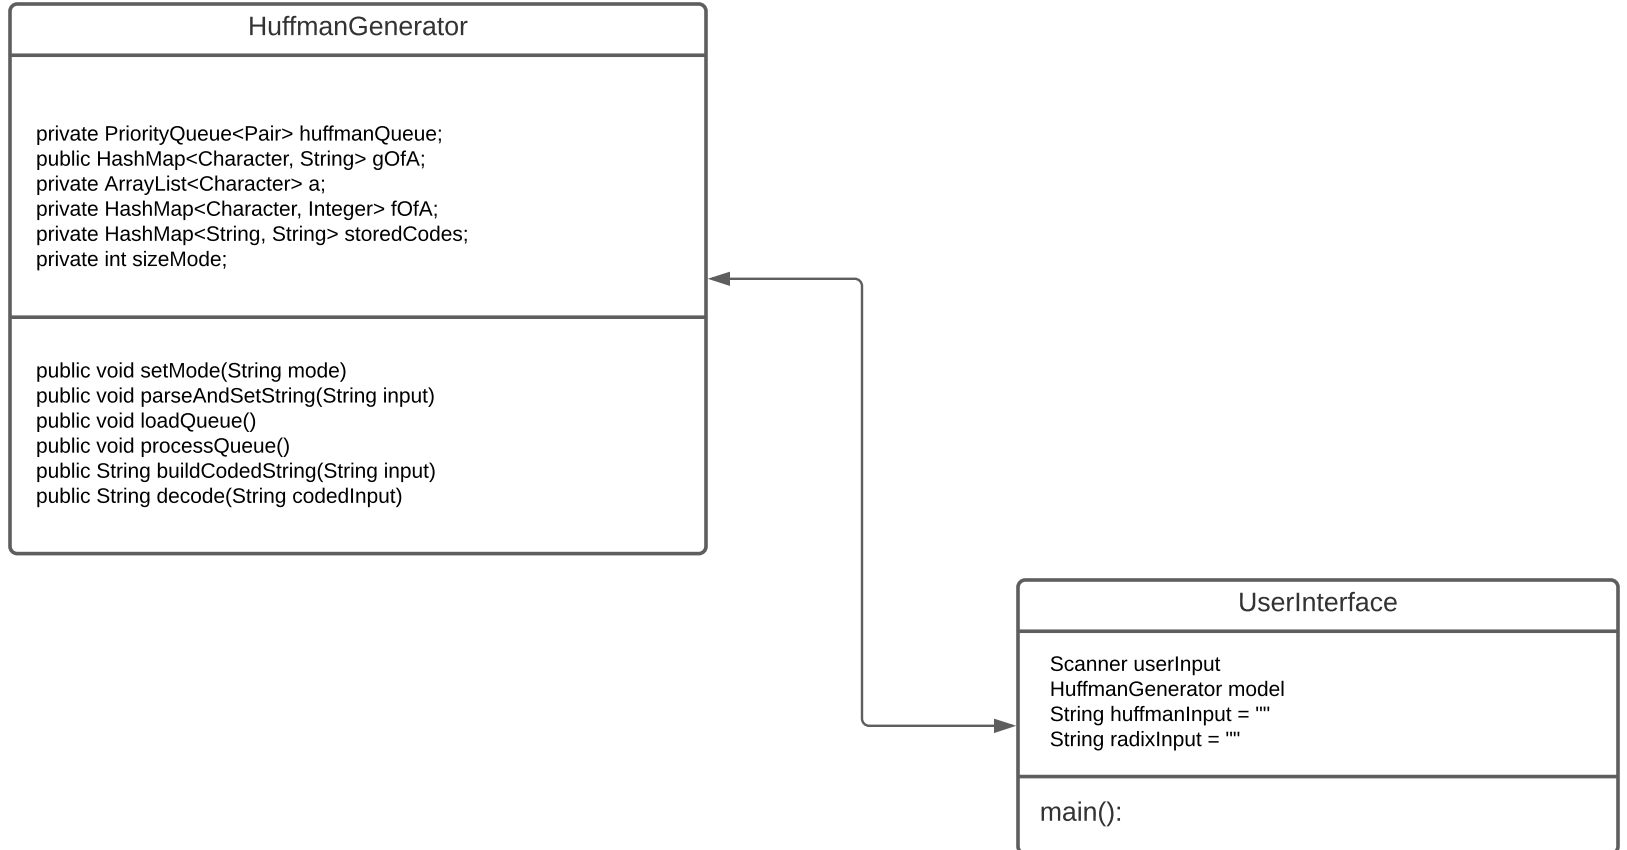 HuffmanGenerator
private PriorityQueue<Pair> huffmanQueue;
public HashMap<Character, String> gOfA;
private ArrayList<Character> a;
private HashMap<Character, Integer> fOfA;
private HashMap<String, String> storedCodes;
private int sizeMode;
public void setMode(String mode)
public void parseAndSetString(String input)
public void loadQueue()
public void processQueue()
public String buildCodedString(String input)
public String decode(String codedInput)
UserInterface
Scanner userInput
HuffmanGenerator model
String huffmanInput = ""
String radixInput = ""
main():